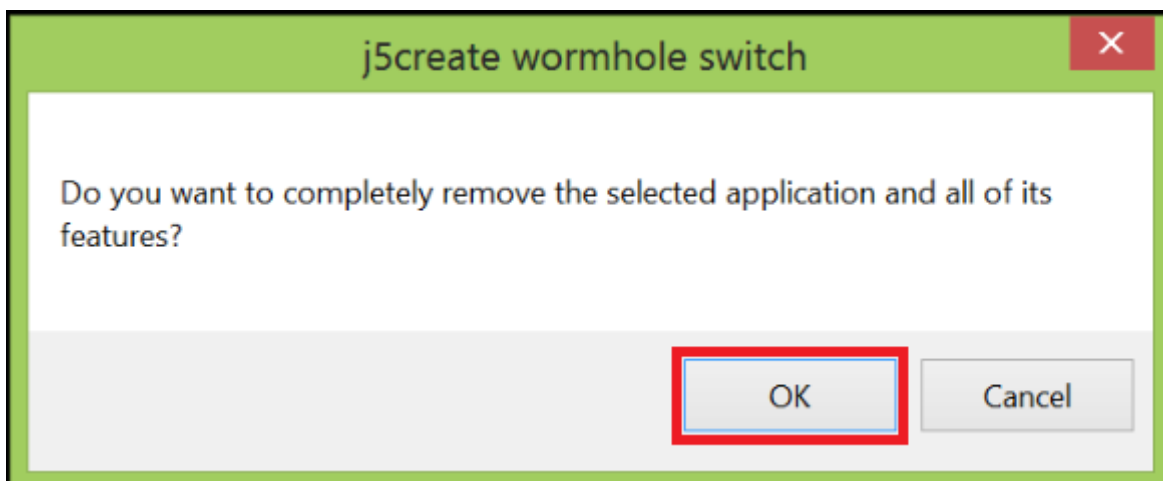 j5create wormhole switch
Do you want to completely remove the selected application and all of its
features?
OK
Cancel